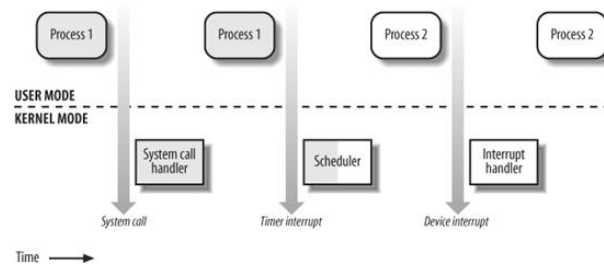 Process 1
Process 1
Process 2
Process 2
USER MODE
KERNEL MODE
System call
handler
Scheduler
Interrupt
handler
System call
Timer interrupt
Device interrupt
Time